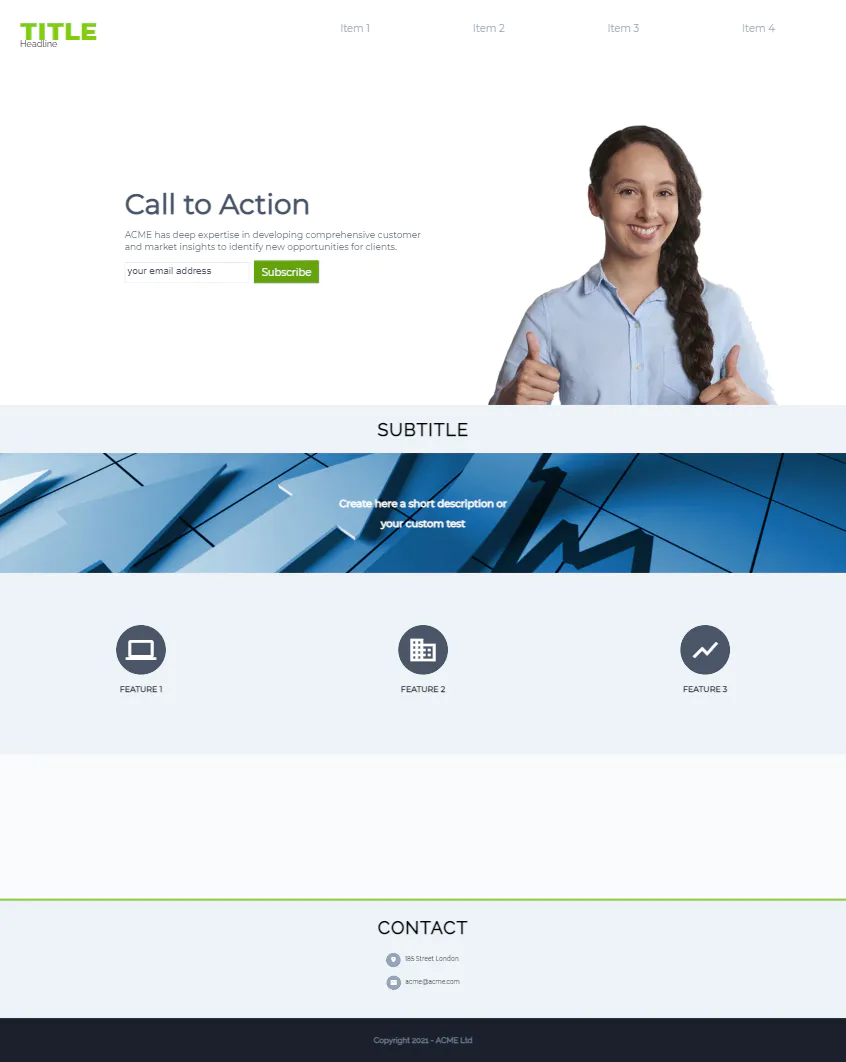 TITLE
Headline
Item 1
Item 2
Item 3
Item 4
Call to Action
ACME has deep expertise in developing comprehensive customer
and market insights to identify new opportunities for clients.
your email address
Subscribe
SUBTITLE
Create here a short description or
your custom test
FEATURE 1
FEATURE 2
FEATURE 3
CONTACT
185 Street London
acme@acme.com
Copyright 2021 - ACME Ltd